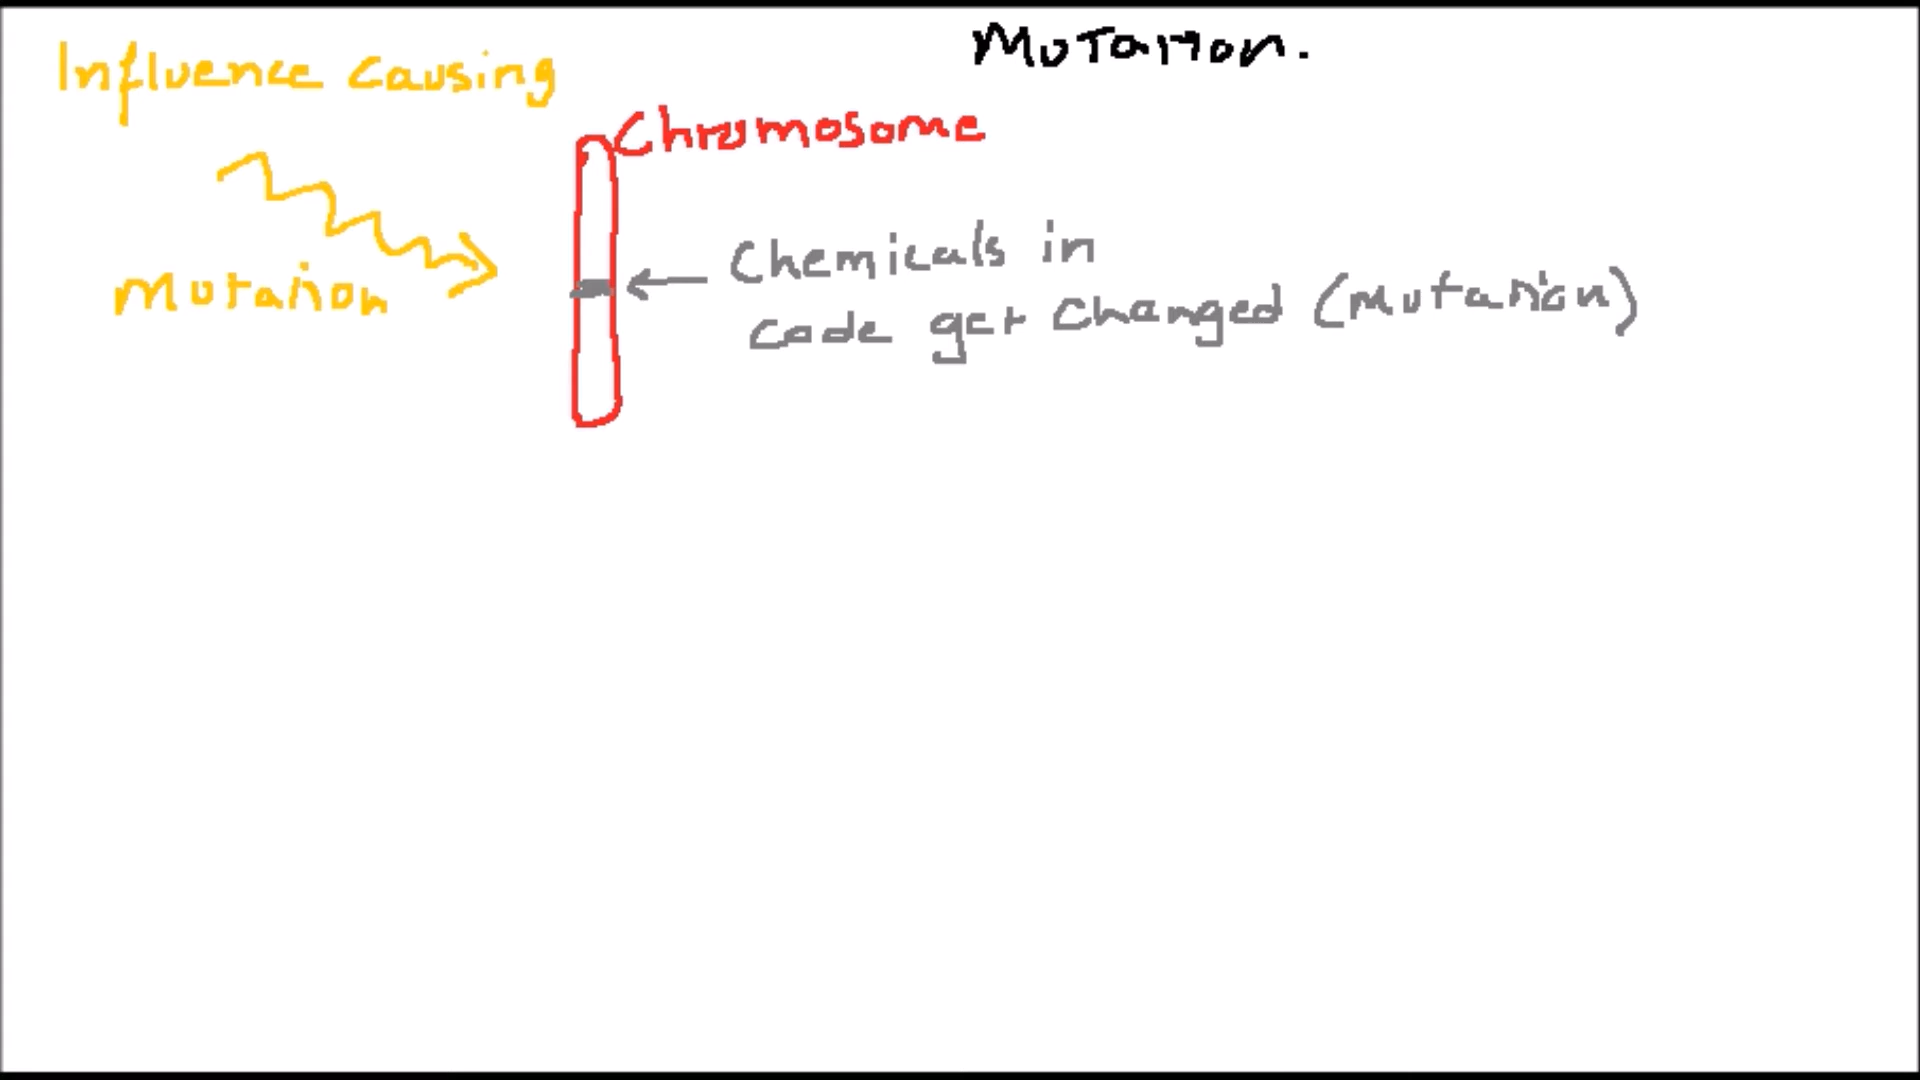 Mutation.
Influence causing
Chromosome
Chemicals in
Mutation
code get changed (Mutation)